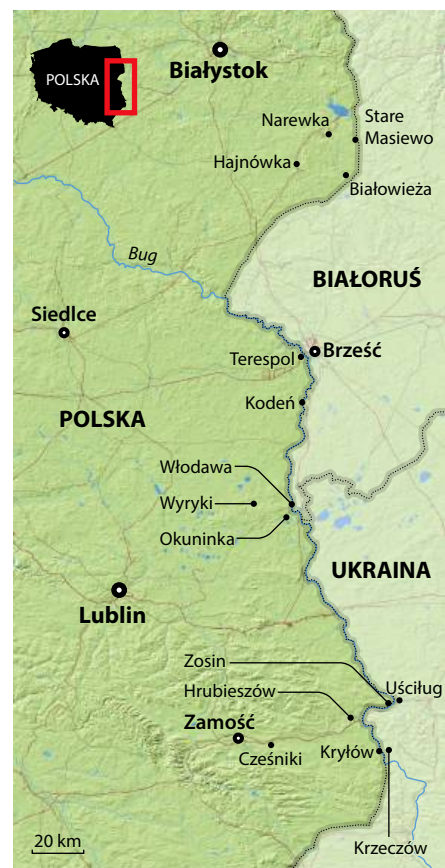 POLSKA
Białystok
Narewka
Stare
Masiewo
Hajnówka
Białowieża
Bug
BIAŁORUŚ
Siedlce
Brześć
Terespol
Kodeń
POLSKA
Włodawa
Wyryki
Okuninka
UKRAINA
Lublin
Zosin
Uściług
Hrubieszów
Zamość
Cześniki
Kryłów
20 km
Krzeczów